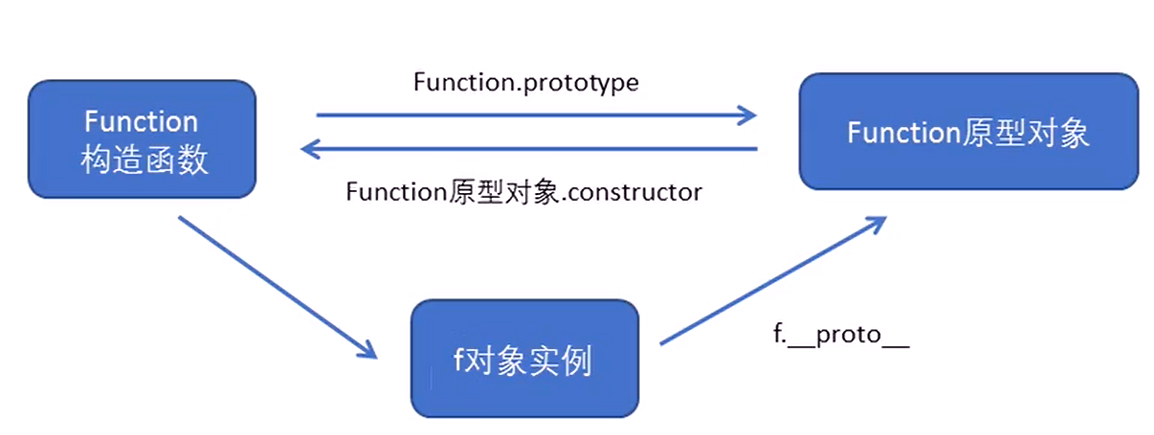 Function.prototype
Function
构造函数
Function原型对象
Function原型对象.constructor
f对象实例
f.__proto__